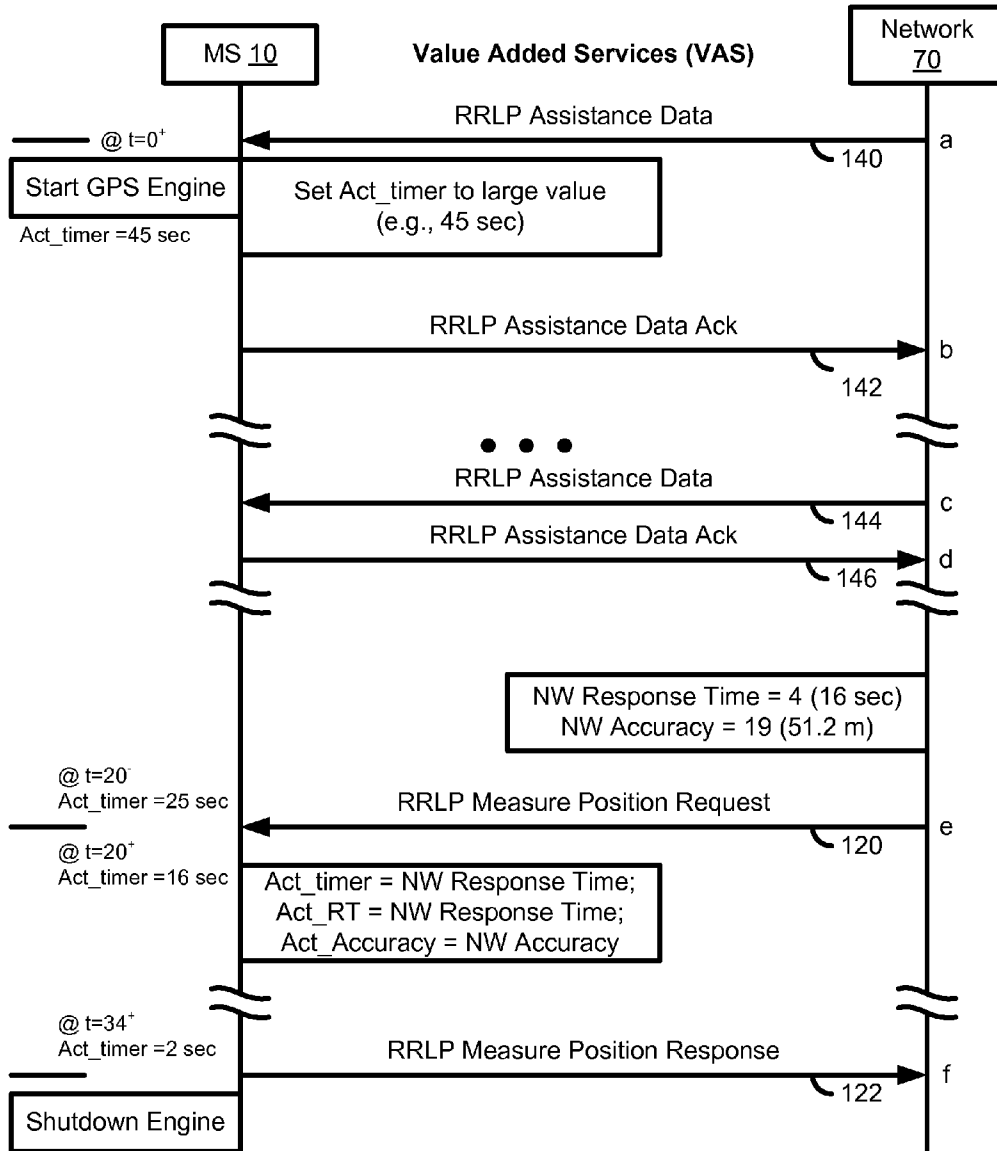 MS 10
Value Added Services (VAS)
Network
70
RRLP Assistance Data
a
140
@ t=0⁺
Start GPS Engine
Set Act_timer to large value
(e.g., 45 sec)
Act_timer =45 sec
RRLP Assistance Data Ack
b
142
RRLP Assistance Data
c
144
RRLP Assistance Data Ack
d
146
NW Response Time = 4 (16 sec)
NW Accuracy = 19 (51.2 m)
@ t=20⁻
Act_timer =25 sec
RRLP Measure Position Request
e
120
@ t=20⁺
Act_timer =16 sec
Act_timer = NW Response Time;
Act_RT = NW Response Time;
Act_Accuracy = NW Accuracy
@ t=34⁺
Act_timer =2 sec
RRLP Measure Position Response
f
122
Shutdown Engine